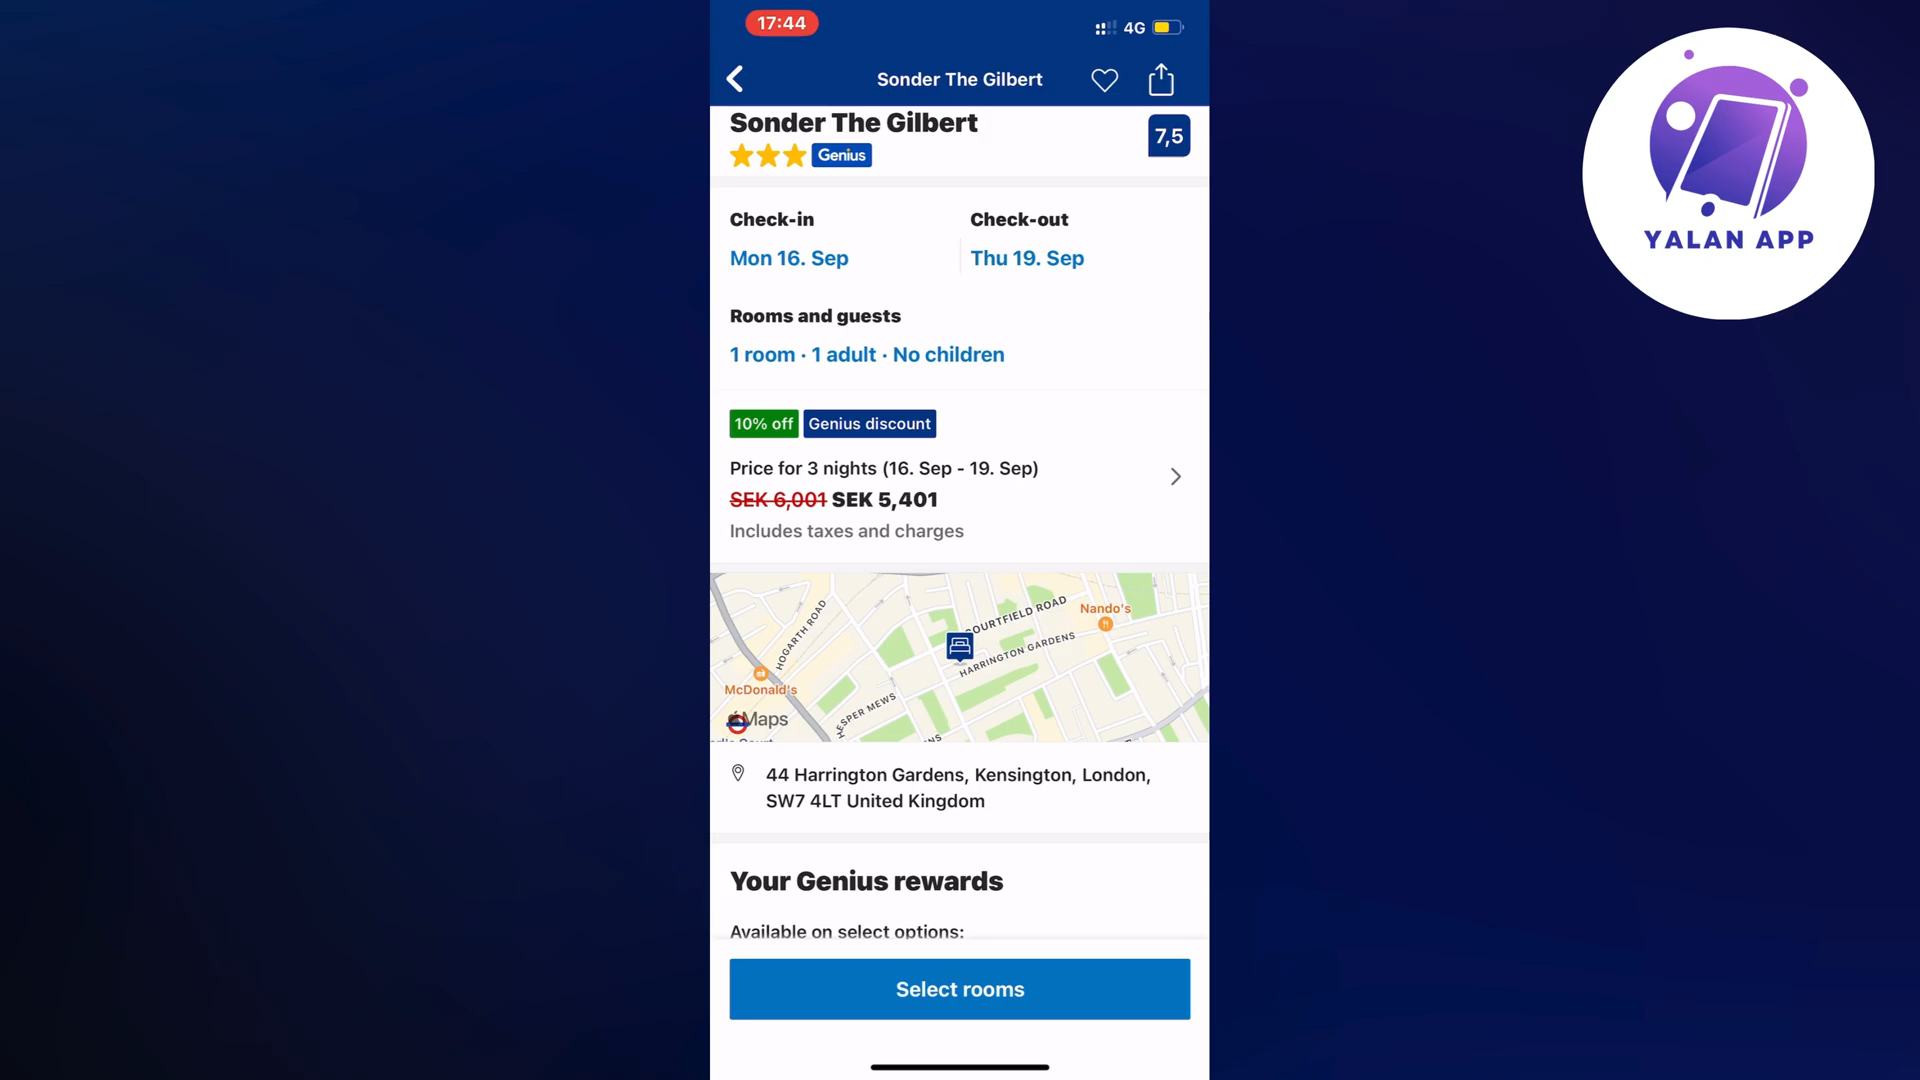 17:44
4G
Sonder The Gilbert
Sonder The Gilbert
7,5
Genius
Check-in
Check-out
Mon 16. Sep
Thu 19. Sep
Rooms and guests
1 room · 1 adult · No children
10% off
Genius discount
Price for 3 nights (16. Sep - 19. Sep)
SEK 6,001 SEK 5,401
Includes taxes and charges
HOGARTH ROAD
COURTFIELD ROAD
Nando's
HARRINGTON GARDENS
McDonald's
HESPER MEWS
Maps
44 Harrington Gardens, Kensington, London,
SW7 4LT United Kingdom
Your Genius rewards
Available on select options:
Select rooms
YALAN APP